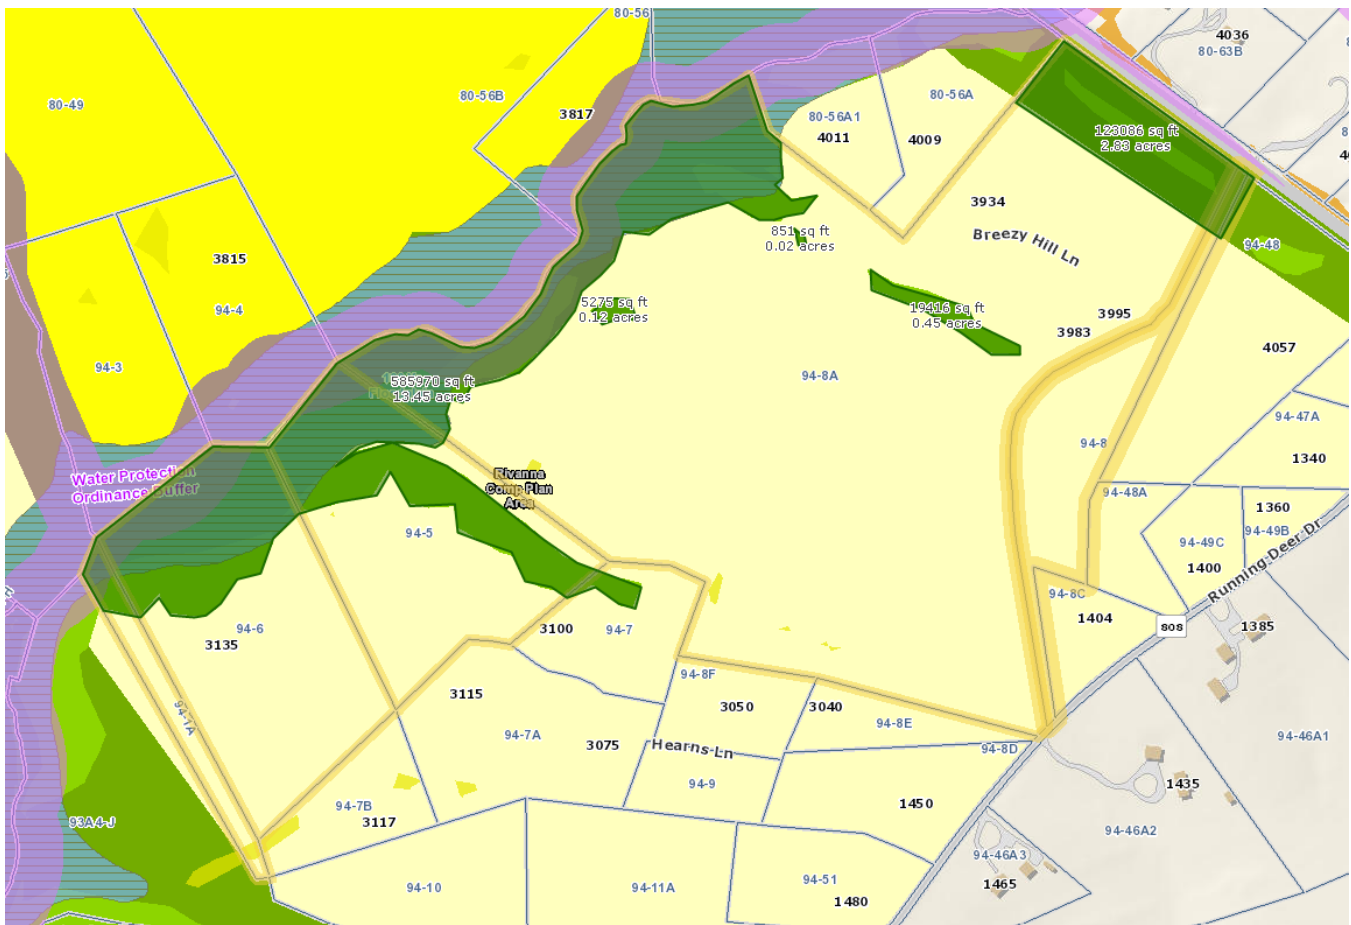 80-56
4036
80-63B
80-49
80-56B
80-56A
3817
80-56A1
4011
4009
123086 sq ft
2.83 acres
3934
Breezy Hill Ln
851 sq ft
0.02 acres
94-48
3815
94-4
5275 sq ft
0.12 acres
19416 sq ft
0.45 acres
3995
3983
4057
94-3
94-8A
585970 sq ft
13.45 acres
94-47A
94-8
1340
Water Protection
Ordinance Buffer
Rivanna
Comp Plan
Area
94-48A
1360
94-49B
94-5
94-49C
1400
Running Deer Dr
94-8C
1404
808
1385
94-6
3135
3100
94-7
94-8F
3115
3050
3040
94-1A
94-7A
3075
Hearns Ln
94-8E
94-8D
94-46A1
94-9
1435
94-7B
3117
1450
93A4-J
94-46A2
94-46A3
1465
94-10
94-11A
94-51
1480